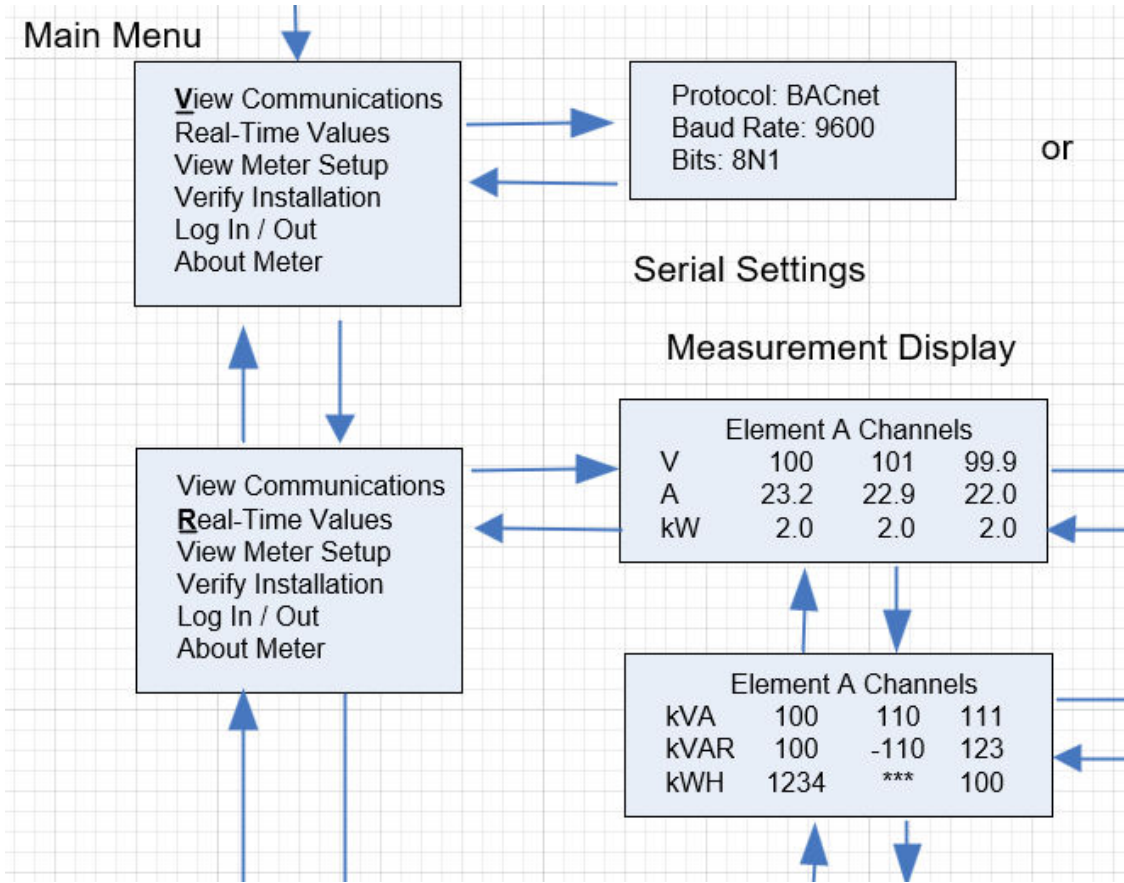 Main Menu
View Communications
Real-Time Values
View Meter Setup
Verify Installation
Log In / Out
About Meter
Protocol: BACnet
Baud Rate: 9600
Bits: 8N1
or
Serial Settings
Measurement Display
View Communications
Real-Time Values
View Meter Setup
Verify Installation
Log In / Out
About Meter
Element A Channels
V 100 101 99.9
A 23.2 22.9 22.0
kW 2.0 2.0 2.0
Element A Channels
kVA 100 110 111
kVAR 100 -110 123
kWH 1234 *** 100